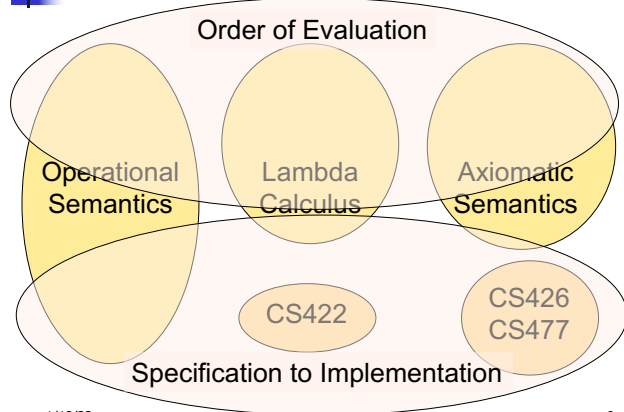 Order of Evaluation
Operational
Semantics
Lambda
Calculus
Axiomatic
Semantics
CS422
CS426
CS477
Specification to Implementation